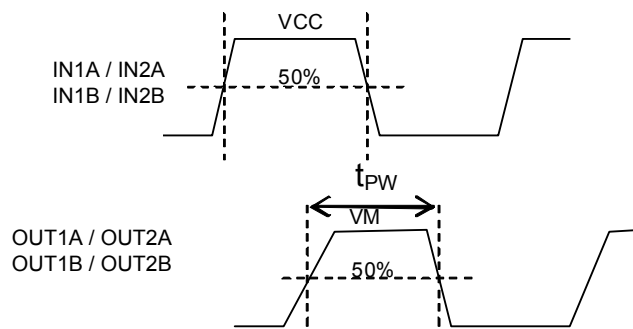 VCC
IN1A / IN2A
IN1B / IN2B
50%
tPW
VM
OUT1A / OUT2A
OUT1B / OUT2B
50%